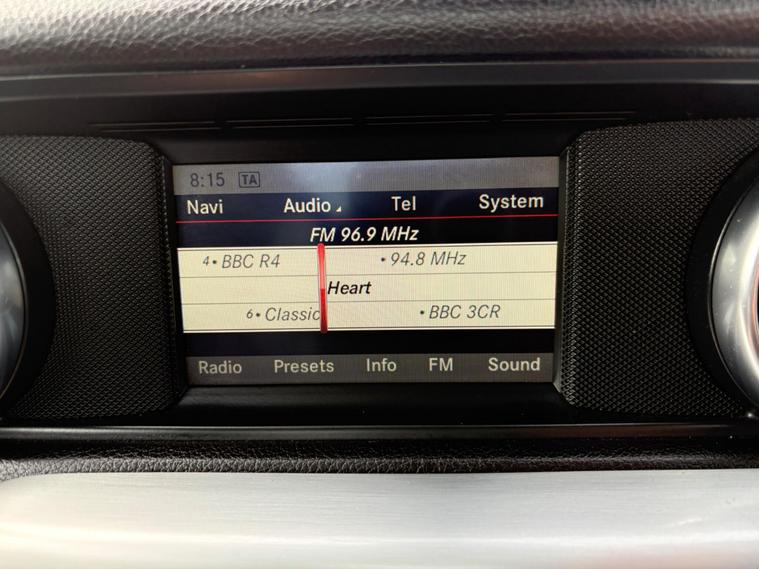 8:15 TA
Navi Audio Tel System
FM 96.9 MHz
4• BBC R4 • 94.8 MHz
Heart
6• Classic • BBC 3CR
Radio Presets Info FM Sound